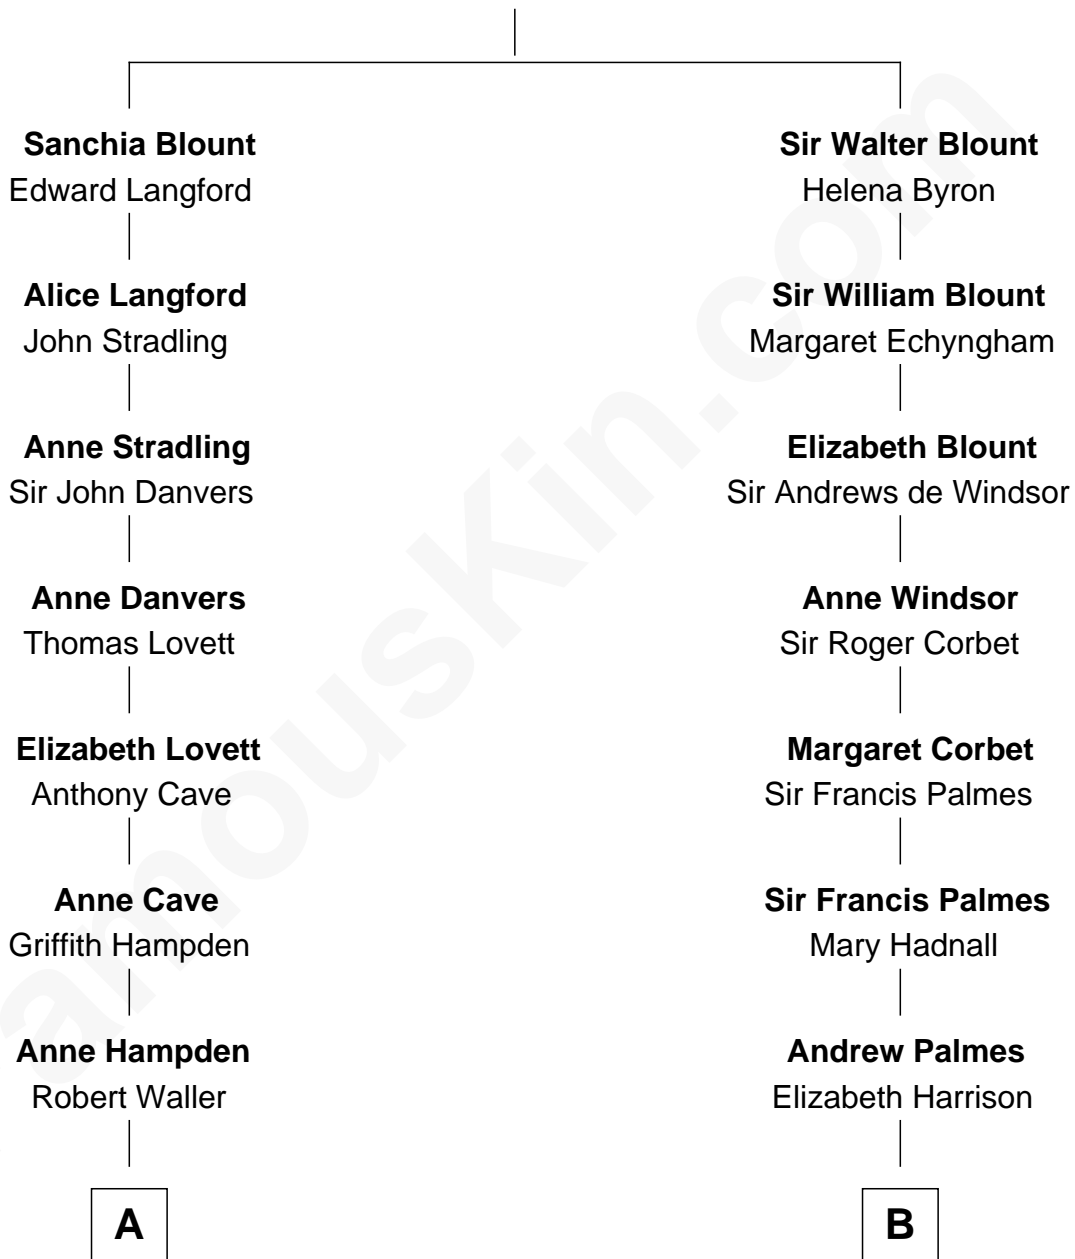 Sanchia Blount
Edward Langford
Alice Langford
John Stradling
Anne Stradling
Sir John Danvers
Anne Danvers
Thomas Lovett
Elizabeth Lovett
Anthony Cave
Anne Cave
Griffith Hampden
Anne Hampden
Robert Waller
A
Sir Walter Blount
Helena Byron
Sir William Blount
Margaret Echyngham
Elizabeth Blount
Sir Andrews de Windsor
Anne Windsor
Sir Roger Corbet
Margaret Corbet
Sir Francis Palmes
Sir Francis Palmes
Mary Hadnall
Andrew Palmes
Elizabeth Harrison
B
amousKin.com